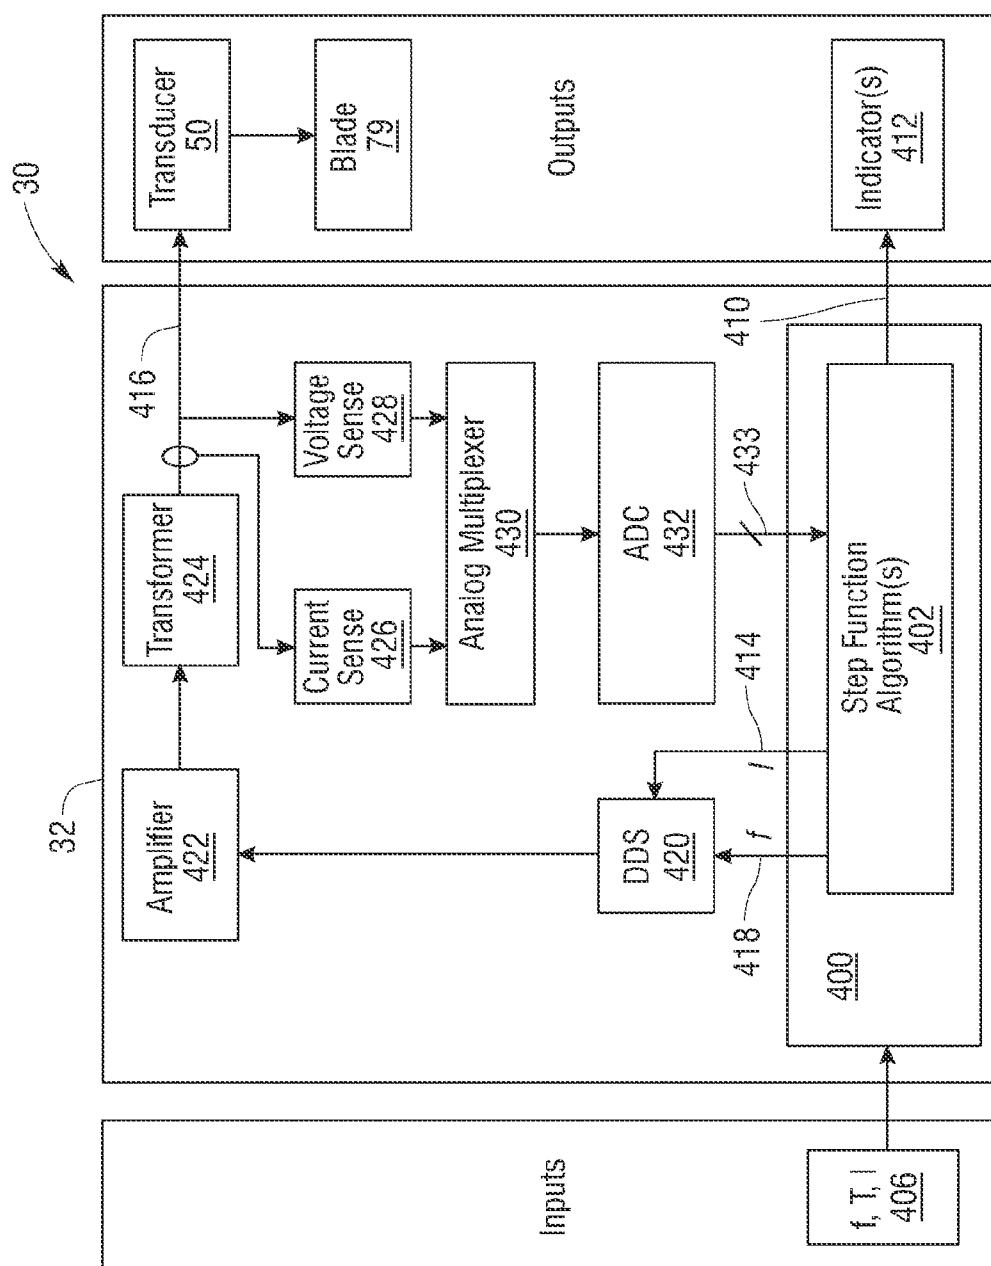 30
Inputs
f, T, I
406
32
Amplifier
422
Transformer
424
416
Current
Sense
426
Voltage
Sense
428
Analog Multiplexer
430
ADC
432
433
DDS
420
414
I
f
418
400
Step Function
Algorithm(s)
402
410
Transducer
50
Blade
79
Outputs
Indicator(s)
412